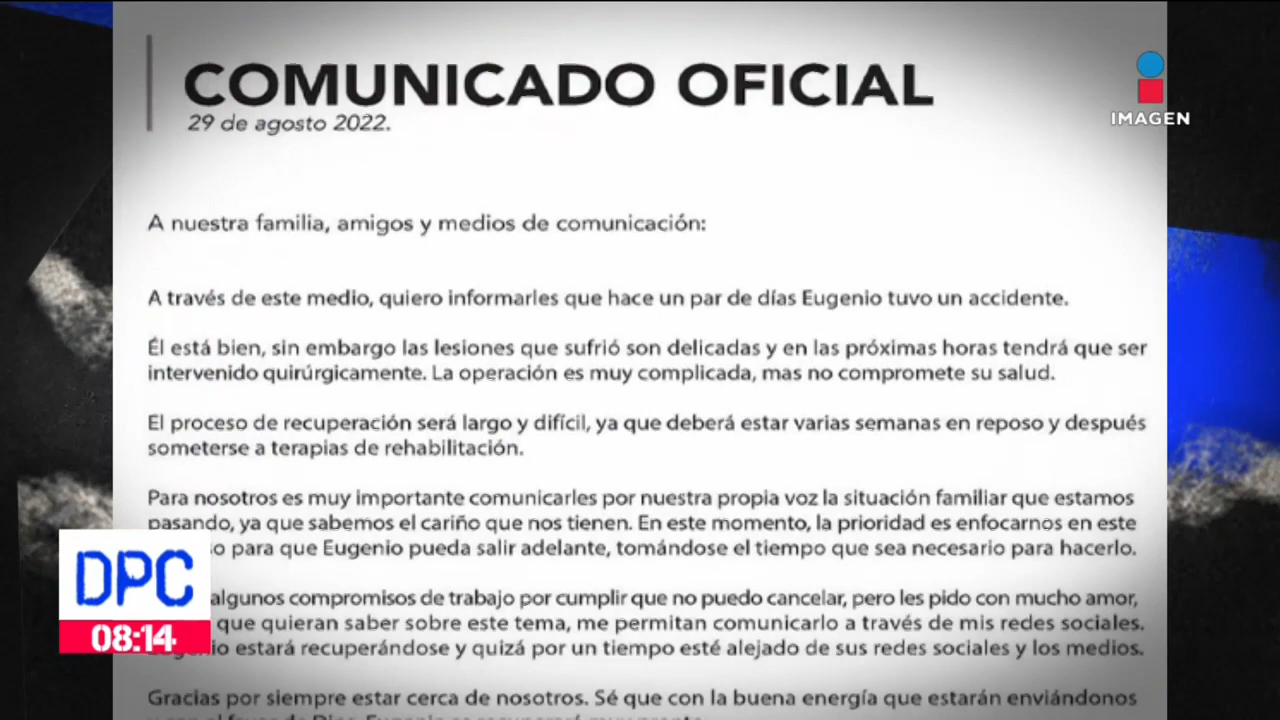 COMUNICADO OFICIAL
29 de agosto 2022.
IMAGEN
A nuestra familia, amigos y medios de comunicación:
A través de este medio, quiero informarles que hace un par de días Eugenio tuvo un accidente.
Él está bien, sin embargo las lesiones que sufrió son delicadas y en las próximas horas tendrá que ser
intervenido quirúrgicamente. La operación es muy complicada, mas no compromete su salud.
El proceso de recuperación será largo y difícil, ya que deberá estar varias semanas en reposo y después
someterse a terapias de rehabilitación.
Para nosotros es muy importante comunicarles por nuestra propia voz la situación familiar que estamos
pasando, ya que sabemos el cariño que nos tienen. En este momento, la prioridad es enfocarnos en este
para que Eugenio pueda salir adelante, tomándose el tiempo que sea necesario para hacerlo.
algunos compromisos de trabajo por cumplir que no puedo cancelar, pero les pido con mucho amor,
que quieran saber sobre este tema, me permitan comunicarlo a través de mis redes sociales.
Eugenio estará recuperándose y quizá por un tiempo esté alejado de sus redes sociales y los medios.
Gracias por siempre estar cerca de nosotros. Sé que con la buena energía que estarán enviándonos
DPC
08:14